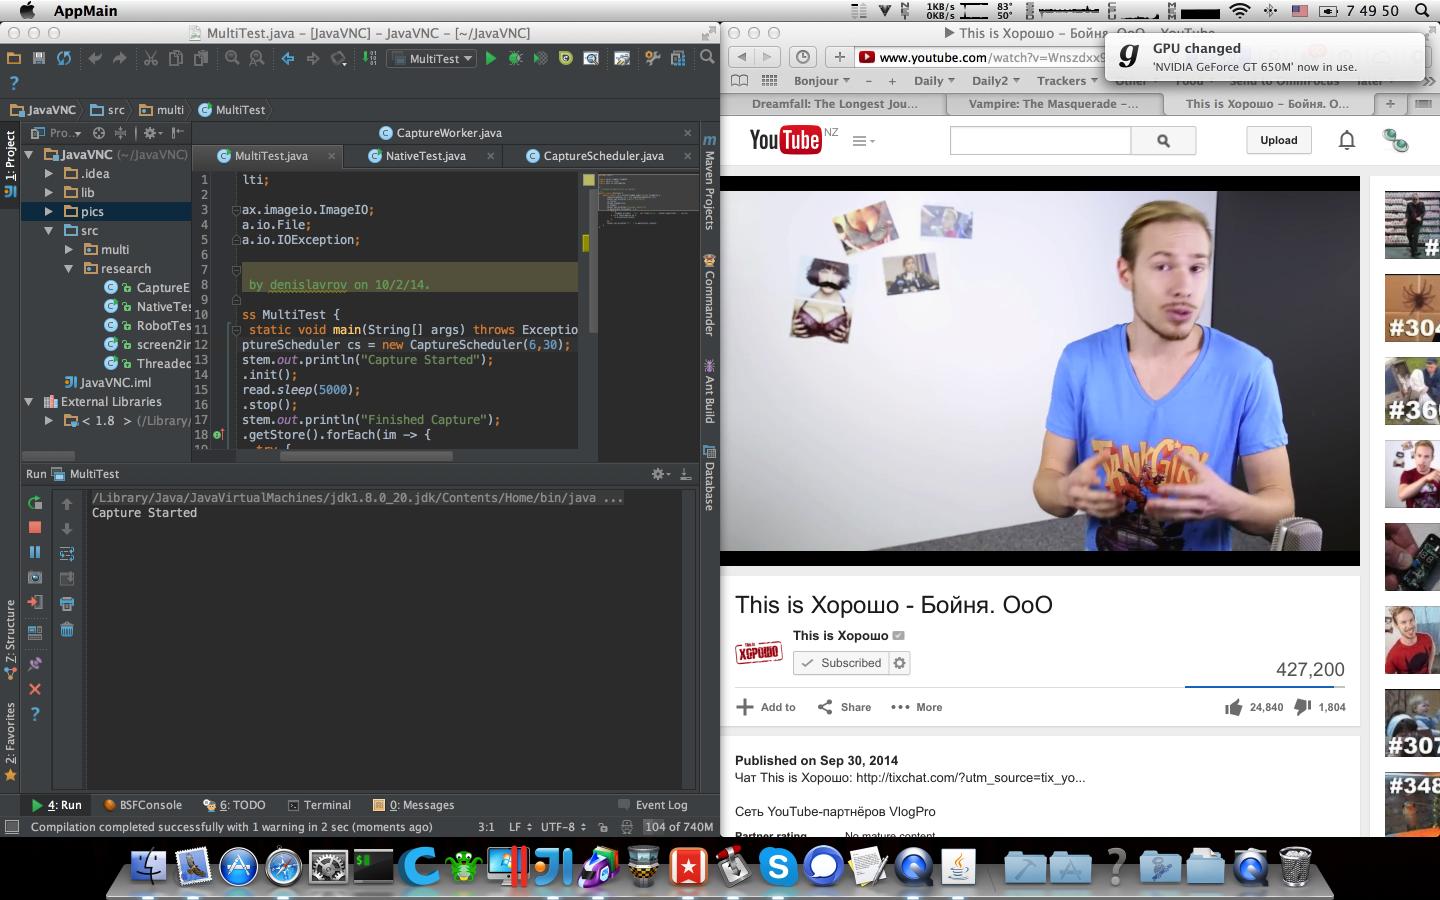 AppMain
1KB/s
0KB/s
83°
50°
7 49 50
MultiTest.java – [JavaVNC] – JavaVNC – [~/JavaVNC]
MultiTest
JavaVNC
src
multi
MultiTest
1: Project
Pro..
JavaVNC (~/JavaVNC)
.idea
lib
pics
src
multi
research
CaptureE
NativeTes
RobotTes
screen2in
Threaded
JavaVNC.iml
External Libraries
< 1.8 > (/Library/
CaptureWorker.java
MultiTest.java
NativeTest.java
CaptureScheduler.java
1 lti;
2
3 ax.imageio.ImageIO;
4 a.io.File;
5 a.io.IOException;
6
7
8 by denislavrov on 10/2/14.
9
10 ss MultiTest {
11 static void main(String[] args) throws Exceptio
12 ptureScheduler cs = new CaptureScheduler(6,30);
13 stem.out.println("Capture Started");
14 .init();
15 read.sleep(5000);
16 .stop();
17 stem.out.println("Finished Capture");
18 .getStore().forEach(im -> {
19 try {
Maven Projects
Commander
Ant Build
Database
Run MultiTest
/Library/Java/JavaVirtualMachines/jdk1.8.0_20.jdk/Contents/Home/bin/java ...
Capture Started
Z: Structure
2: Favorites
4: Run
BSFConsole
6: TODO
Terminal
0: Messages
Event Log
Compilation completed successfully with 1 warning in 2 sec (moments ago)
3:1
LF
UTF-8
104 of 740M
This is Хорошо - Бойня. ОоО - YouTube
www.youtube.com/watch?v=Wnszdxx9
GPU changed
'NVIDIA GeForce GT 650M' now in use.
Bonjour
–
+
Daily
Daily2
Trackers
Other
Food
Send to OmniFocus
later
Dreamfall: The Longest Jou...
Vampire: The Masquerade –...
This is Хорошо - Бойня. О...
YouTube NZ
Upload
TANKGIRL
This is Хорошо - Бойня. ОоО
This is ХОРОШО
This is Хорошо
Subscribed
427,200
Add to
Share
More
24,840
1,804
Published on Sep 30, 2014
Чат This is Хорошо: http://tixchat.com/?utm_source=tix_yo...
Сеть YouTube-партнёров VlogPro
Partner rating
No mature content
#
#304
#36
#307
#348